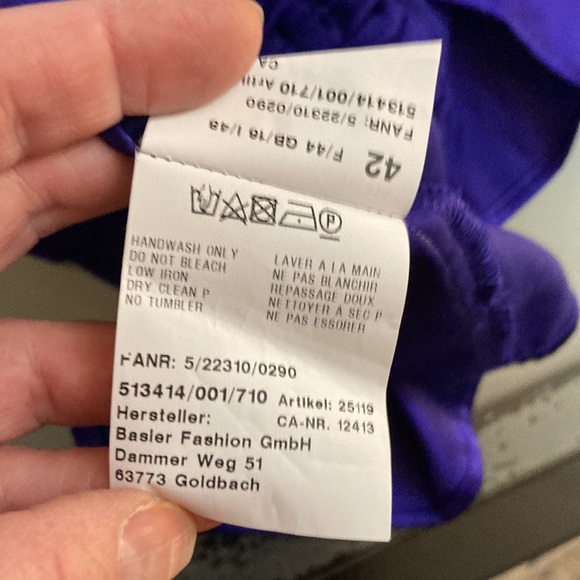 42 F/44 GB/16 I/48
FANR: 5/22310/0290
513414/001/710
CA
HANDWASH ONLY
DO NOT BLEACH
LOW IRON
DRY CLEAN P
NO TUMBLER
LAVER A LA MAIN
NE PAS BLANCHIR
REPASSAGE DOUX
NETTOYER A SEC P
NE PAS ESSORER
FANR: 5/22310/0290
513414/001/710 Artikel: 25119
Hersteller: CA-NR. 12413
Basler Fashion GmbH
Dammer Weg 51
63773 Goldbach